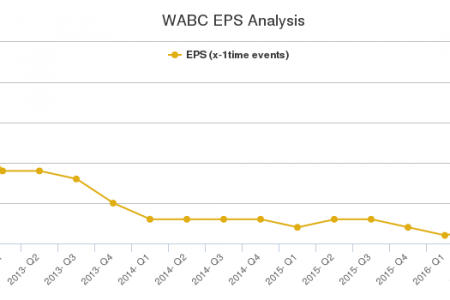 WABC EPS Analysis
EPS (x-1time events)
2013- Q2
2013- Q3
2013- Q4
2014- Q1
2014- Q2
2014- Q3
2014- Q4
2015- Q1
2015- Q2
2015- Q3
2015- Q4
2016- Q1